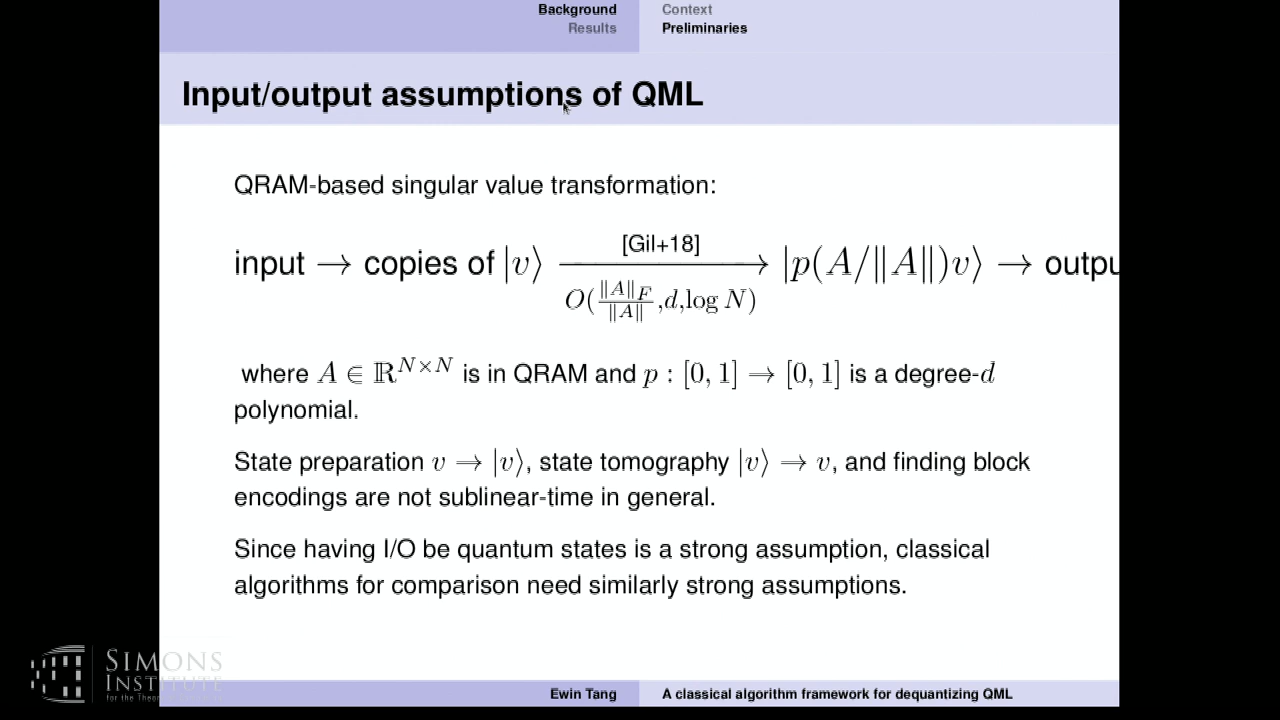 Background
Results
Context
Preliminaries
Input/output assumptions of QML
QRAM-based singular value transformation:
input → copies of |v⟩ —[Gil+18]→ |p(A/‖A‖)v⟩ → outpu
O(‖A‖_F/‖A‖,d,log N)
where A ∈ ℝ^{N×N} is in QRAM and p : [0, 1] → [0, 1] is a degree-d
polynomial.
State preparation v → |v⟩, state tomography |v⟩ → v, and finding block
encodings are not sublinear-time in general.
Since having I/O be quantum states is a strong assumption, classical
algorithms for comparison need similarly strong assumptions.
SIMONS
INSTITUTE
for the Theory
Ewin Tang
A classical algorithm framework for dequantizing QML